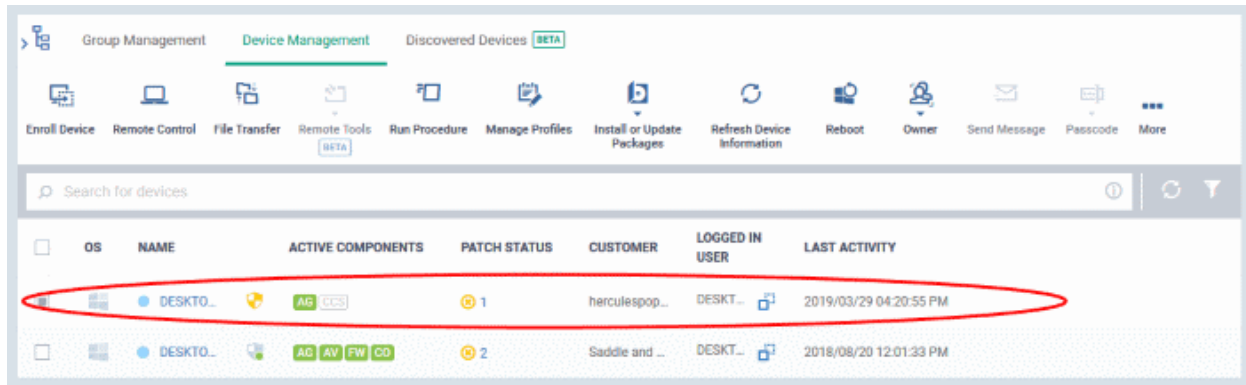 Group Management Device Management Discovered Devices BETA
Enroll Device Remote Control File Transfer Remote Tools BETA Run Procedure Manage Profiles Install or Update Packages Refresh Device Information Reboot Owner Send Message Passcode More
Search for devices
OS NAME ACTIVE COMPONENTS PATCH STATUS CUSTOMER LOGGED IN USER LAST ACTIVITY
DESKTO... AG CCS 1 herculespop... DESKT... 2019/03/29 04:20:55 PM
DESKTO... AG AV FW CO 2 Saddle and ... DESKT... 2018/08/20 12:01:33 PM